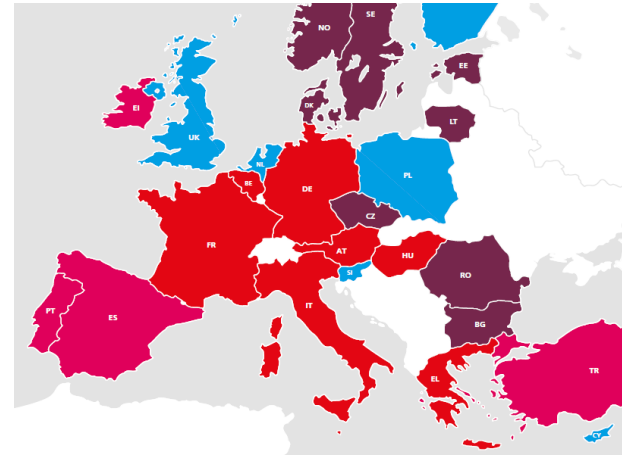 NO
SE
EE
DK
LT
EI
UK
NL
PL
BE
DE
CZ
FR
AT
HU
SI
RO
IT
BG
PT
ES
EL
TR
CY